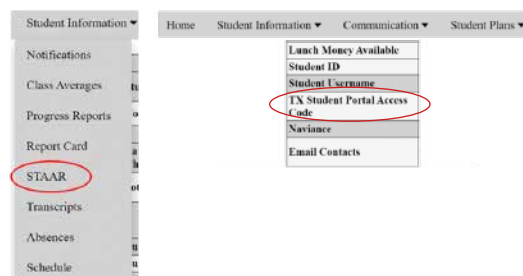 Student Information ▾
Notifications
Class Averages
Progress Reports
Report Card
STAAR
Transcripts
Absences
Schedule
Home Student Information ▾ Communication ▾ Student Plans ▾
Lunch Money Available
Student ID
Student Username
TX Student Portal Access
Code
Naviance
Email Contacts